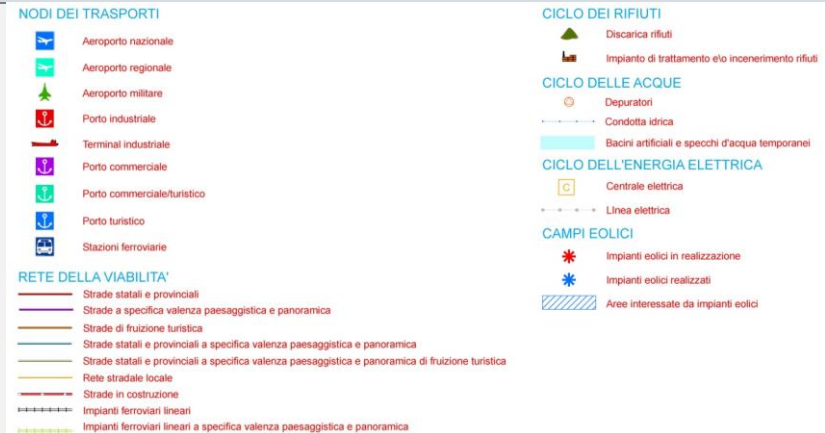 NODI DEI TRASPORTI
Aeroporto nazionale
Aeroporto regionale
Aeroporto militare
Porto industriale
Terminal industriale
Porto commerciale
Porto commerciale/turistico
Porto turistico
Stazioni ferroviarie
RETE DELLA VIABILITA'
Strade statali e provinciali
Strade a specifica valenza paesaggistica e panoramica
Strade di fruizione turistica
Strade statali e provinciali a specifica valenza paesaggistica e panoramica
Strade statali e provinciali a specifica valenza paesaggistica e panoramica di fruizione turistica
Rete stradale locale
Strade in costruzione
Impianti ferroviari lineari
Impianti ferroviari lineari a specifica valenza paesaggistica e panoramica
CICLO DEI RIFIUTI
Discarica rifiuti
Impianto di trattamento e\o incenerimento rifiuti
CICLO DELLE ACQUE
Depuratori
Condotta idrica
Bacini artificiali e specchi d'acqua temporanei
CICLO DELL'ENERGIA ELETTRICA
C Centrale elettrica
LInea elettrica
CAMPI EOLICI
Impianti eolici in realizzazione
Impianti eolici realizzati
Aree interessate da impianti eolici